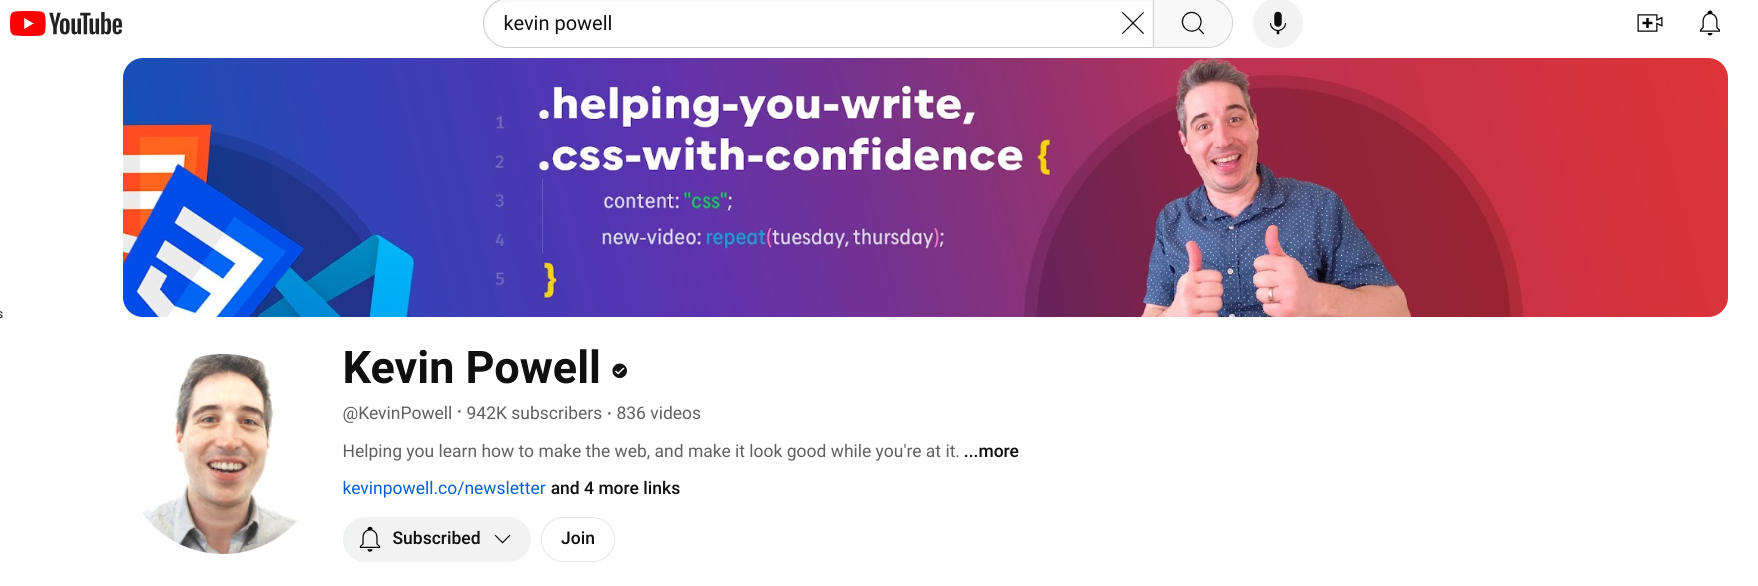 YouTube
kevin powell
1 .helping-you-write,
2 .css-with-confidence {
3 content: "css";
4 new-video: repeat(tuesday, thursday);
5 }
s
Kevin Powell
@KevinPowell · 942K subscribers · 836 videos
Helping you learn how to make the web, and make it look good while you're at it. ...more
kevinpowell.co/newsletter and 4 more links
Subscribed
Join